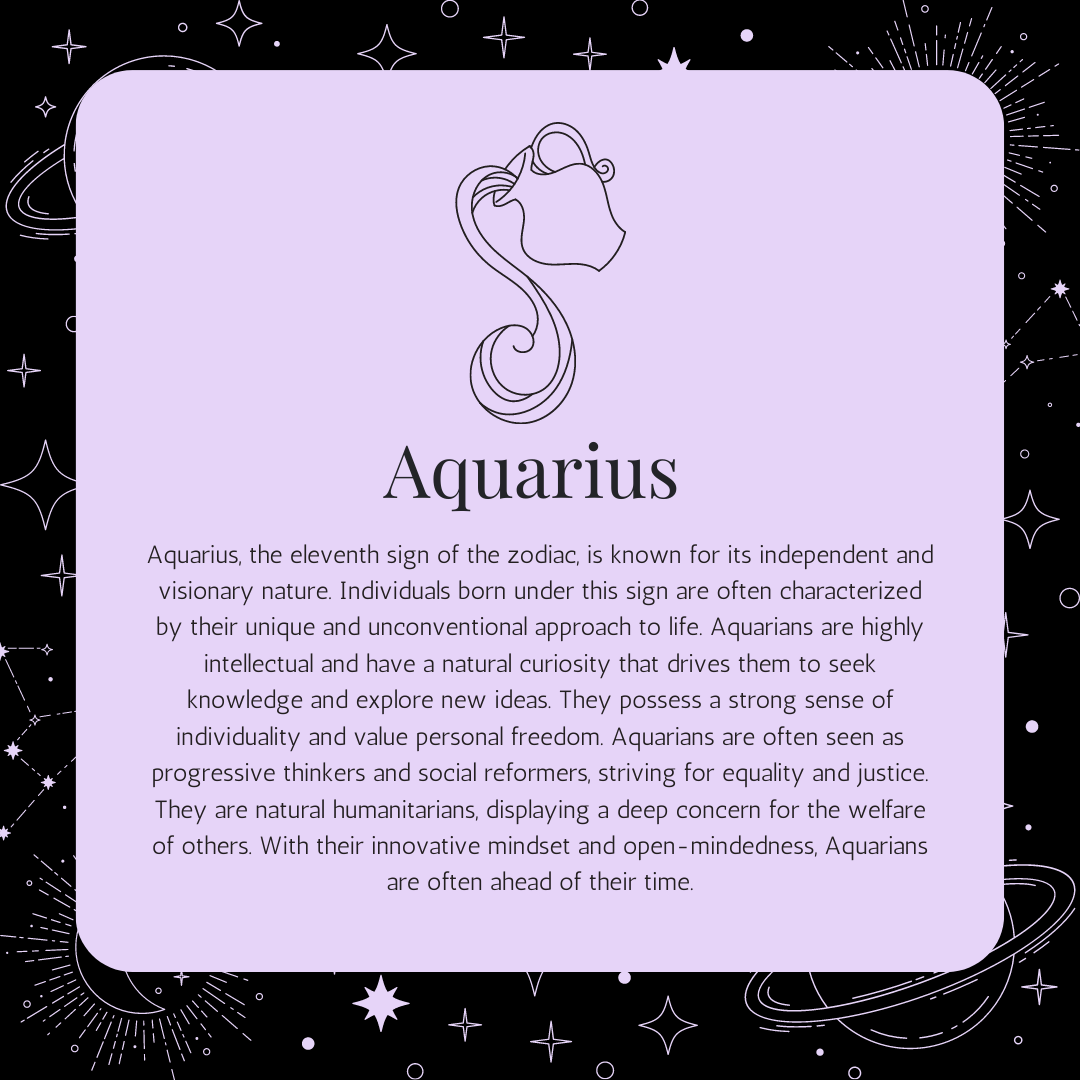 Aquarius
Aquarius, the eleventh sign of the zodiac, is known for its independent and
visionary nature. Individuals born under this sign are often characterized
by their unique and unconventional approach to life. Aquarians are highly
intellectual and have a natural curiosity that drives them to seek
knowledge and explore new ideas. They possess a strong sense of
individuality and value personal freedom. Aquarians are often seen as
progressive thinkers and social reformers, striving for equality and justice.
They are natural humanitarians, displaying a deep concern for the welfare
of others. With their innovative mindset and open-mindedness, Aquarians
are often ahead of their time.